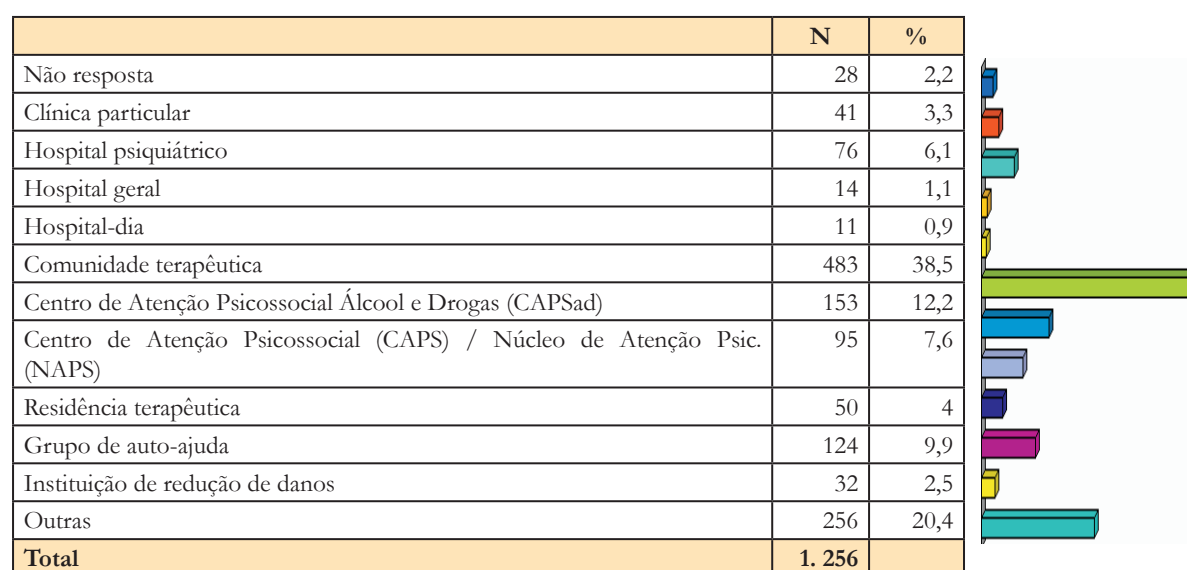 N %
Não resposta 28 2,2
Clínica particular 41 3,3
Hospital psiquiátrico 76 6,1
Hospital geral 14 1,1
Hospital-dia 11 0,9
Comunidade terapêutica 483 38,5
Centro de Atenção Psicossocial Álcool e Drogas (CAPSad) 153 12,2
Centro de Atenção Psicossocial (CAPS) / Núcleo de Atenção Psic. 95 7,6
(NAPS)
Residência terapêutica 50 4
Grupo de auto-ajuda 124 9,9
Instituição de redução de danos 32 2,5
Outras 256 20,4
Total 1. 256